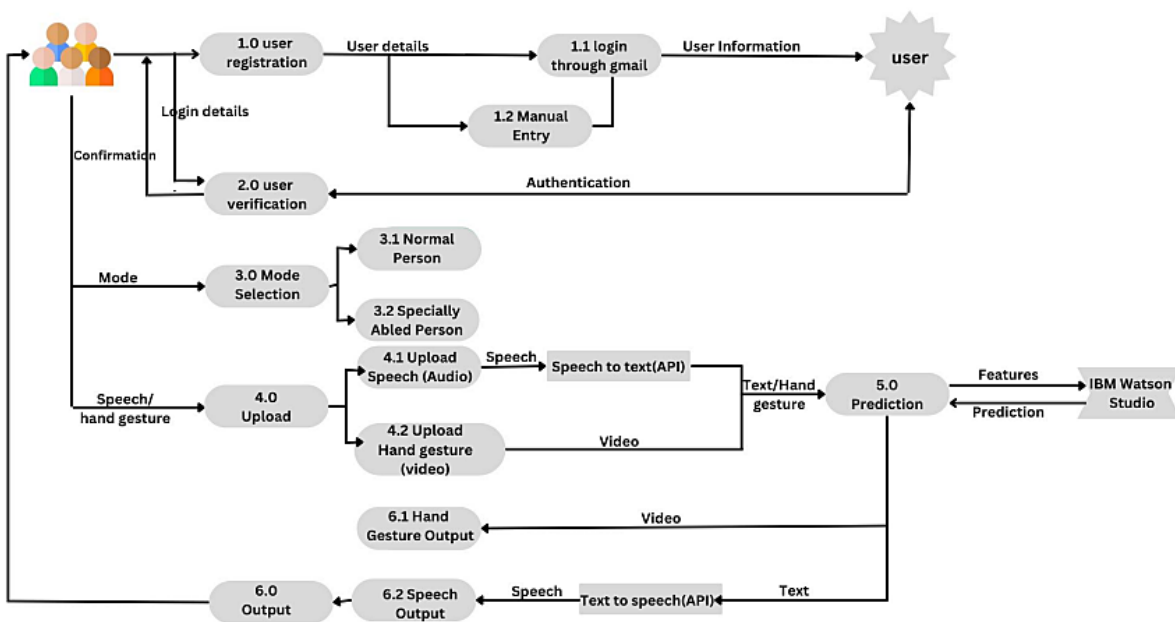 1.0 user
registration
User details
1.1 login
through gmail
User Information
user
Login details
1.2 Manual
Entry
Confirmation
2.0 user
verification
Authentication
3.1 Normal
Person
Mode
3.0 Mode
Selection
3.2 Specially
Abled Person
4.1 Upload
Speech (Audio)
Speech
Speech to text(API)
Speech/
hand gesture
4.0
Upload
Text/Hand
gesture
5.0
Prediction
Features
Prediction
IBM Watson
Studio
4.2 Upload
Hand gesture
(video)
Video
6.1 Hand
Gesture Output
Video
6.0
Output
6.2 Speech
Output
Speech
Text to speech(API)
Text